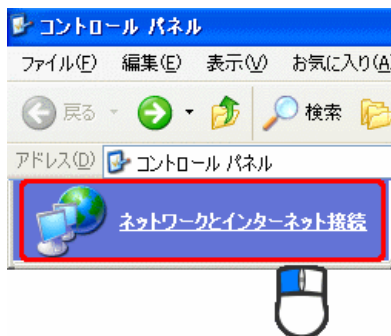 コントロール パネル
ファイル(F) 編集(E) 表示(V) お気に入り(A
戻る 検索
アドレス(D) コントロール パネル
ネットワークとインターネット接続